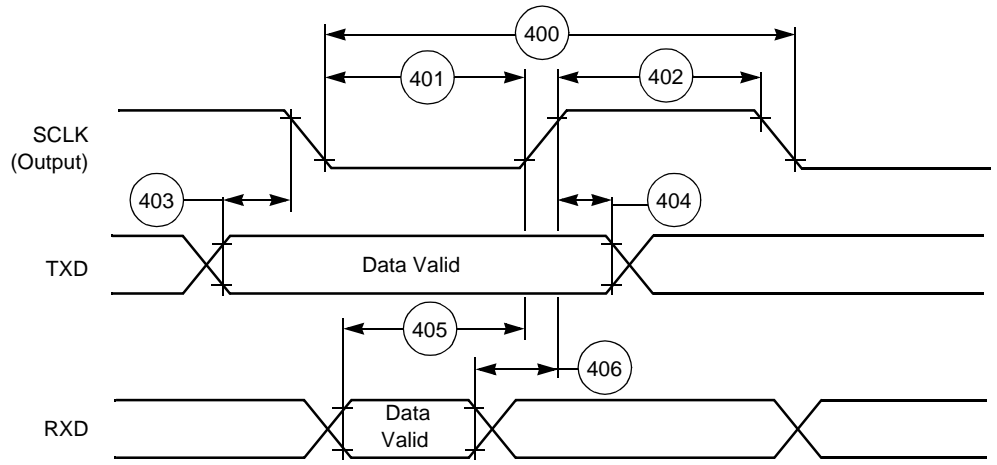 400
401
402
SCLK
(Output)
403
404
TXD
Data Valid
405
406
RXD
Data
Valid